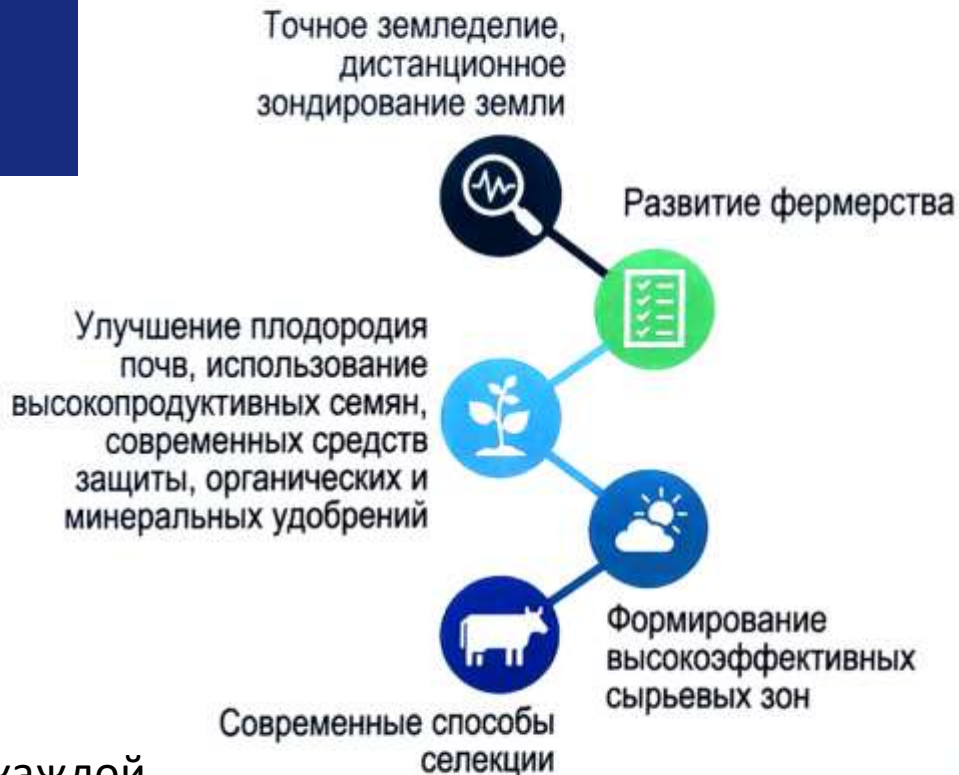 Точное земледелие,
дистанционное
зондирование земли
Развитие фермерства
Улучшение плодородия
почв, использование
высокопродуктивных семян,
современных средств
защиты, органических и
минеральных удобрений
Формирование
высокоэффективных
сырьевых зон
Современные способы
селекции
каждой